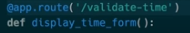 @app.route('/validate-time')
def display_time_form():